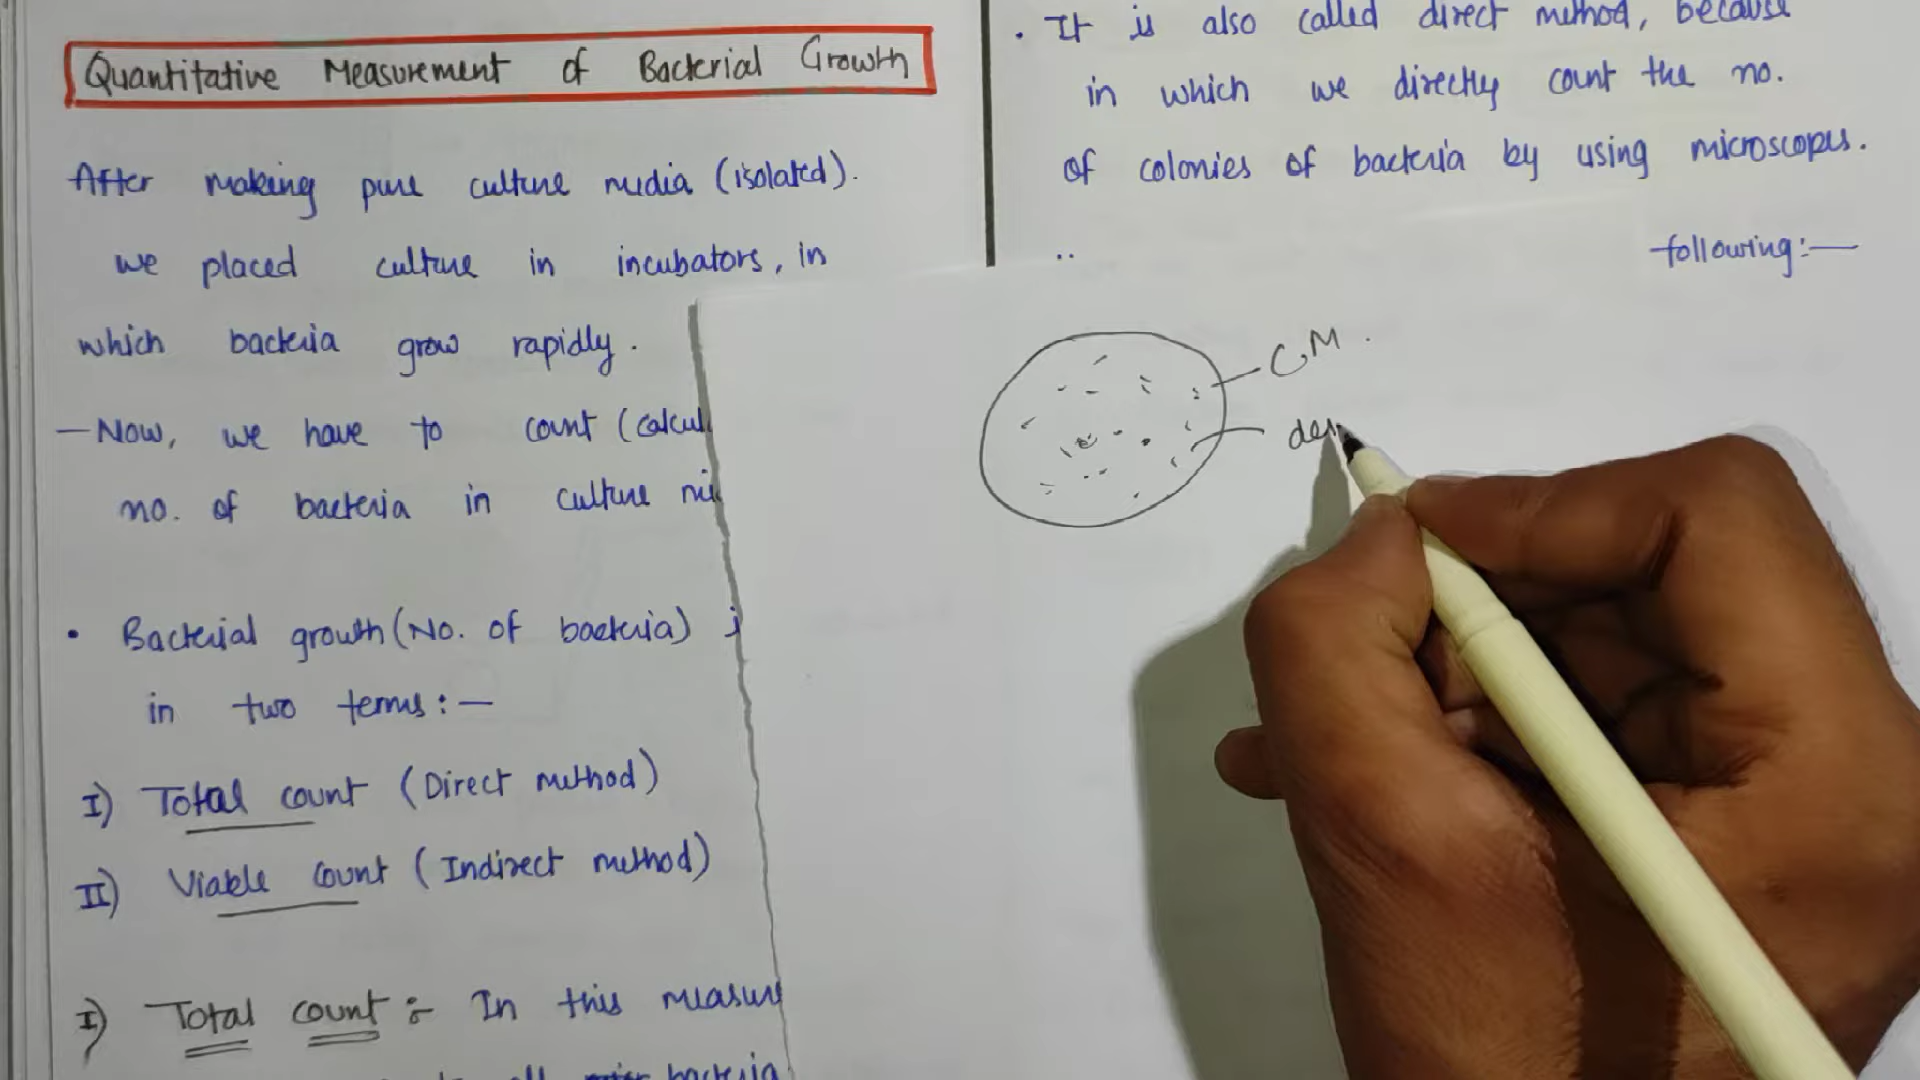 Quantitative Measurement of Bacterial Growth
After making pure culture media (isolated).
we placed culture in incubators, in
which bacteria grow rapidly.
— Now, we have to count (calcul
no. of bacteria in culture me
• Bacterial growth (No. of bacteria) i
in two terms :—
I) Total count (Direct method)
II) Viable count (Indirect method)
I) Total count :- In this measur
bacteria
• It is also called direct method, because
in which we directly count the no.
of colonies of bacteria by using microscopes.
following :—
C.M.